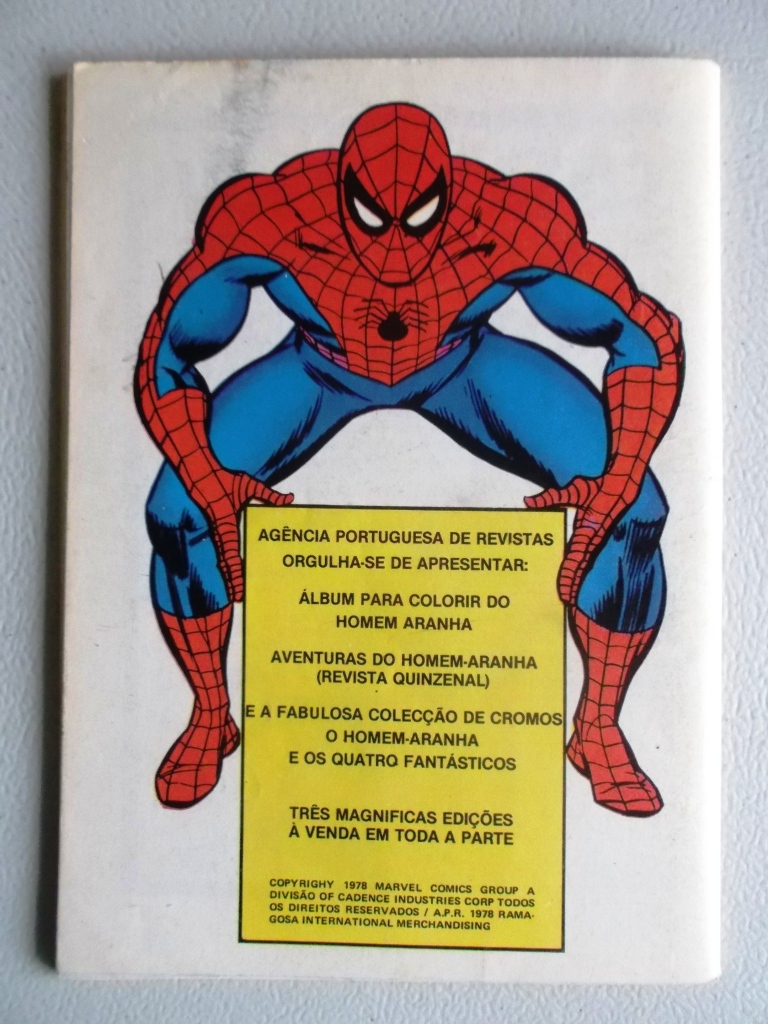 AGÊNCIA PORTUGUESA DE REVISTAS
ORGULHA-SE DE APRESENTAR:
ÁLBUM PARA COLORIR DO
HOMEM ARANHA
AVENTURAS DO HOMEM-ARANHA
(REVISTA QUINZENAL)
E A FABULOSA COLECÇÃO DE CROMOS
O HOMEM-ARANHA
E OS QUATRO FANTÁSTICOS
TRÊS MAGNIFICAS EDIÇÕES
À VENDA EM TODA A PARTE
COPYRIGHY 1978 MARVEL COMICS GROUP A
DIVISÃO OF CADENCE INDUSTRIES CORP TODOS
OS DIREITOS RESERVADOS / A.P.R. 1978 RAMA-
GOSA INTERNATIONAL MERCHANDISING